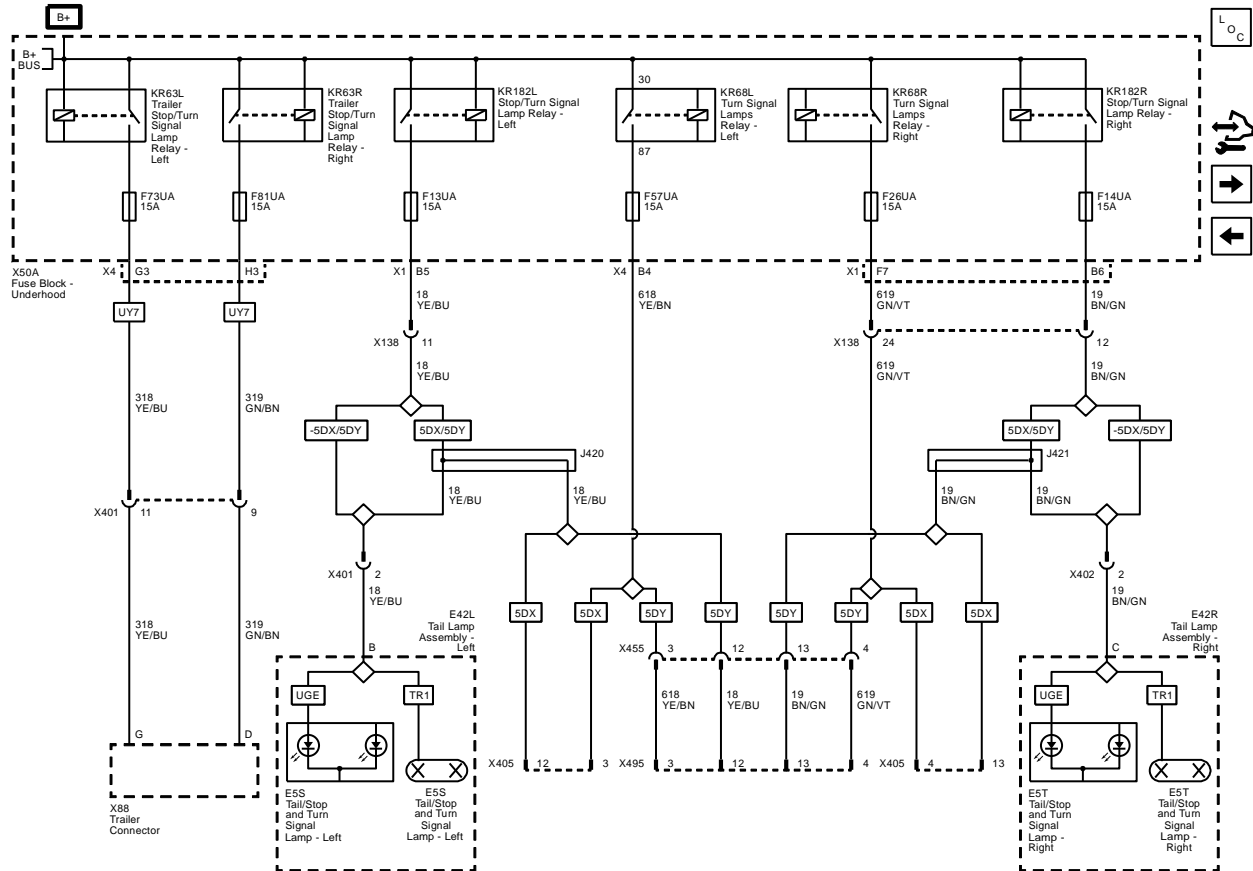 B+
L
O
C
B+
BUS
KR63L
Trailer
Stop/Turn
Signal
Lamp
Relay -
Left
KR63R
Trailer
Stop/Turn
Signal
Lamp
Relay -
Right
KR182L
Stop/Turn Signal
Lamp Relay -
Left
30
87
KR68L
Turn Signal
Lamps
Relay -
Left
KR68R
Turn Signal
Lamps
Relay -
Right
KR182R
Stop/Turn Signal
Lamp Relay -
Right
F73UA
15A
F81UA
15A
F13UA
15A
F57UA
15A
F26UA
15A
F14UA
15A
X50A
Fuse Block -
Underhood
X4 G3
H3
X1 B5
X4 B4
X1 F7
B6
UY7
UY7
18
YE/BU
618
YE/BN
619
GN/VT
19
BN/GN
X138 11
X138 24
12
18
YE/BU
619
GN/VT
19
BN/GN
318
YE/BU
319
GN/BN
-5DX/5DY
5DX/5DY
5DX/5DY
-5DX/5DY
J420
J421
18
YE/BU
18
YE/BU
19
BN/GN
19
BN/GN
X401 11
9
X401 2
X402 2
18
YE/BU
19
BN/GN
5DX
5DX
5DY
5DY
5DY
5DY
5DX
5DX
318
YE/BU
319
GN/BN
E42L
Tail Lamp
Assembly -
Left
E42R
Tail Lamp
Assembly -
Right
X455 3
12
13
4
B
C
UGE
TR1
618
YE/BN
18
YE/BU
19
BN/GN
619
GN/VT
UGE
TR1
G
D
X405 12
3
X495 3
12
13
4
X405 4
13
X88
Trailer
Connector
E5S
Tail/Stop
and Turn
Signal
Lamp - Left
E5S
Tail/Stop
and Turn
Signal
Lamp - Left
E5T
Tail/Stop
and Turn
Signal
Lamp -
Right
E5T
Tail/Stop
and Turn
Signal
Lamp -
Right